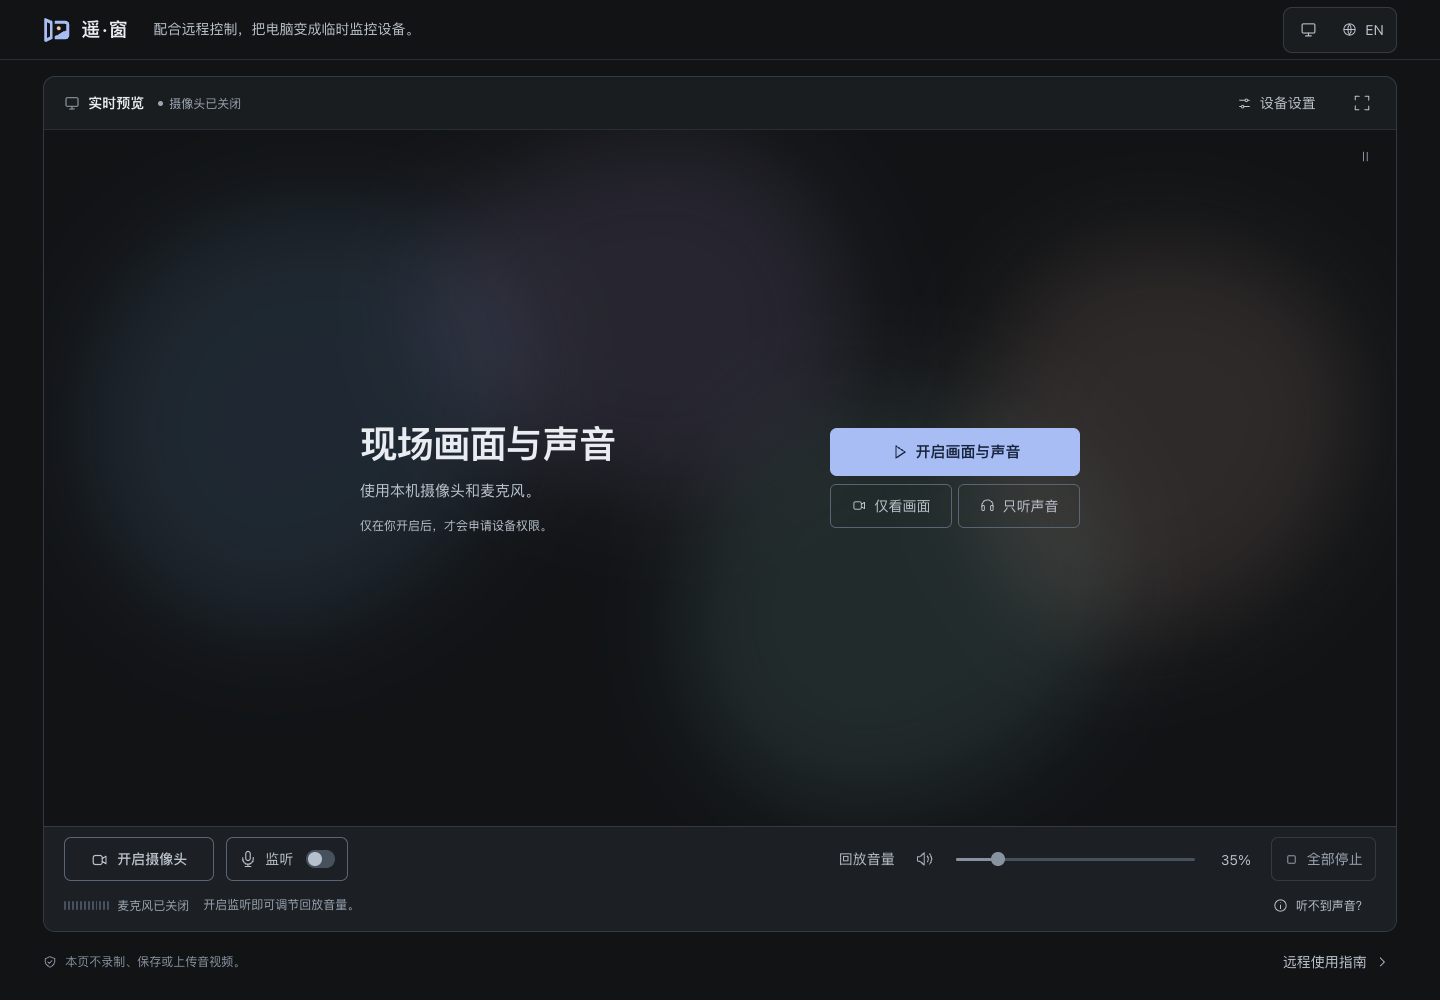 遥·窗
配合远程控制，把电脑变成临时监控设备。
EN
实时预览
摄像头已关闭
设备设置
现场画面与声音
使用本机摄像头和麦克风。
仅在你开启后，才会申请设备权限。
开启画面与声音
仅看画面
只听声音
开启摄像头
监听
回放音量
35%
全部停止
麦克风已关闭
开启监听即可调节回放音量。
听不到声音?
本页不录制、保存或上传音视频。
远程使用指南